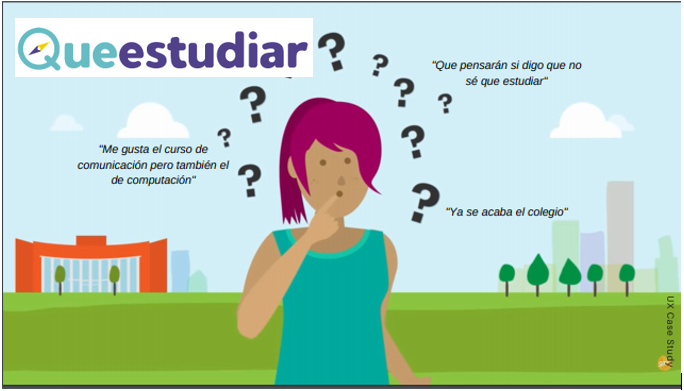 Queestudiar
"Que pensarán si digo que no
sé que estudiar"
"Me gusta el curso de
comunicación pero también el
de computación"
"Ya se acaba el colegio"
UX Case Study